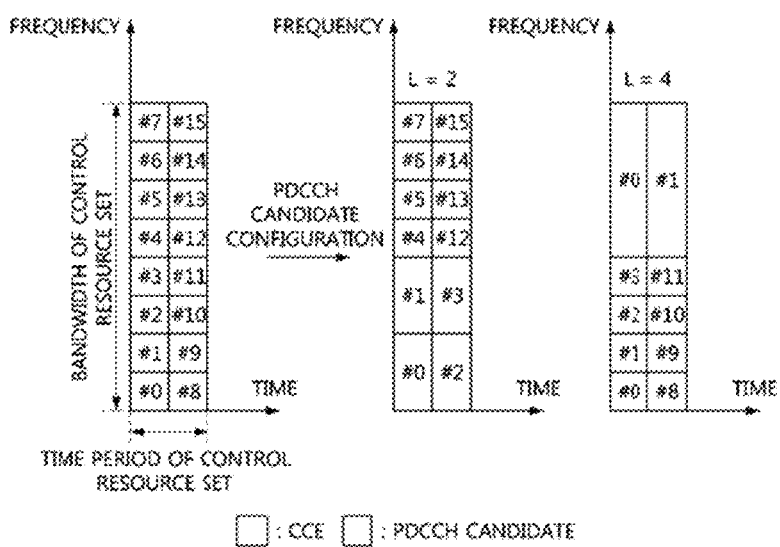 FREQUENCY
FREQUENCY
FREQUENCY
L = 2
L = 4
BANDWIDTH OF CONTROL
RESOURCE SET
#7 #15
#6 #14
#5 #13
#4 #12
#3 #11
#2 #10
#1 #9
#0 #8
TIME
TIME PERIOD OF CONTROL
RESOURCE SET
PDCCH
CANDIDATE
CONFIGURATION
#7 #15
#6 #14
#5 #13
#4 #12
#1 #3
#0 #2
TIME
#0 #1
#3 #11
#2 #10
#1 #9
#0 #8
TIME
: CCE : PDCCH CANDIDATE